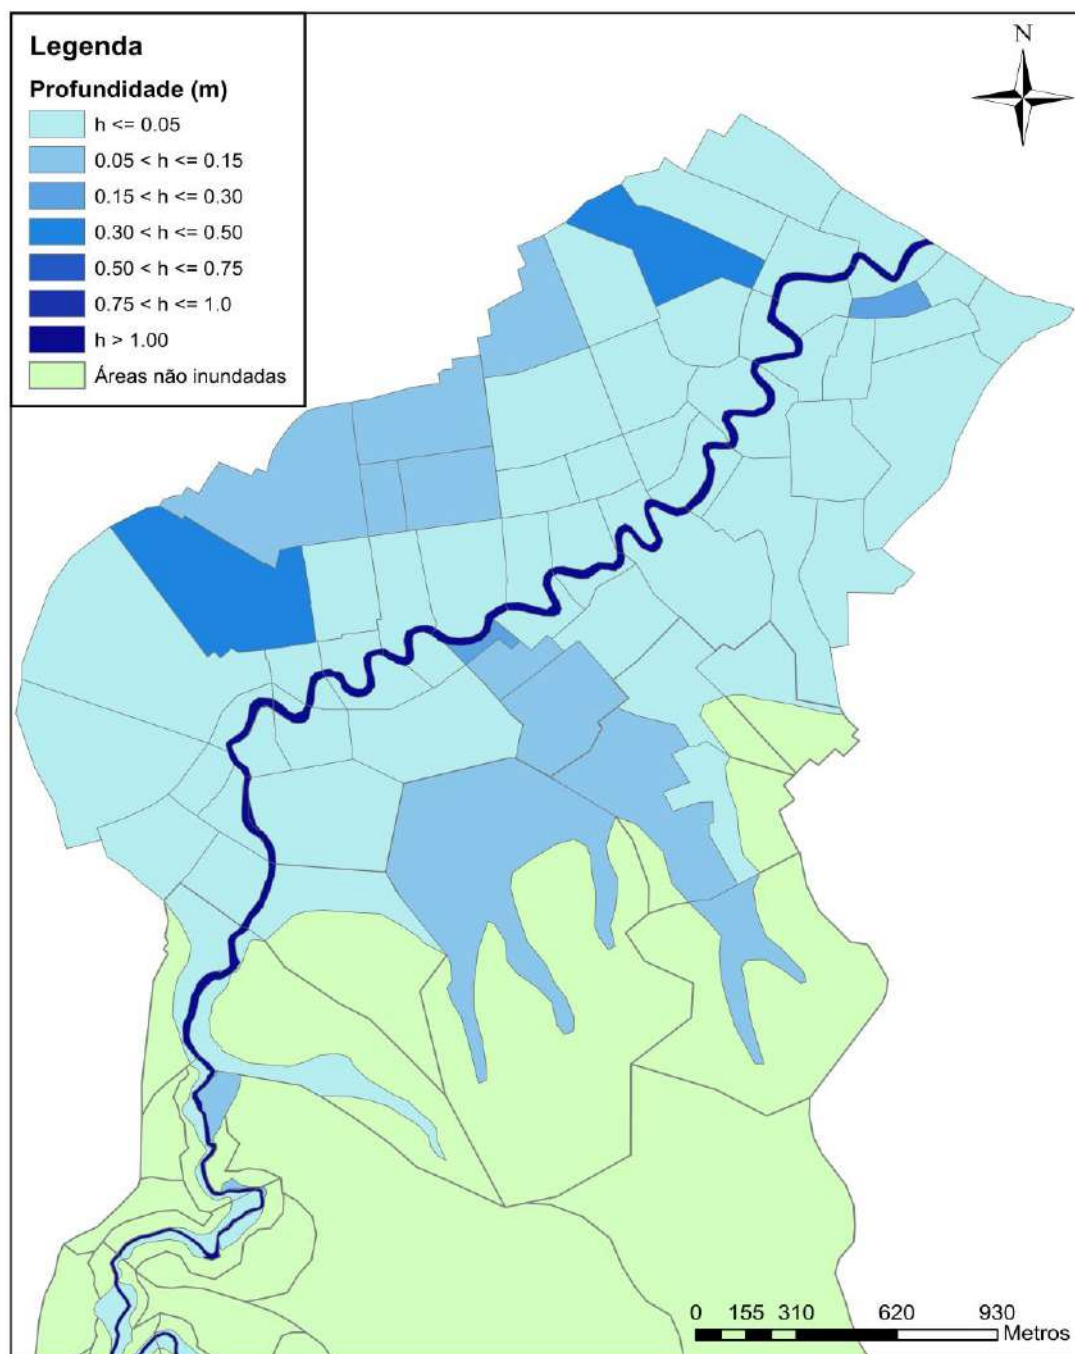 Legenda
Profundidade (m)
h <= 0.05
0.05 < h <= 0.15
0.15 < h <= 0.30
0.30 < h <= 0.50
0.50 < h <= 0.75
0.75 < h <= 1.0
h > 1.00
Áreas não inundadas
N
0 155 310 620 930
Metros